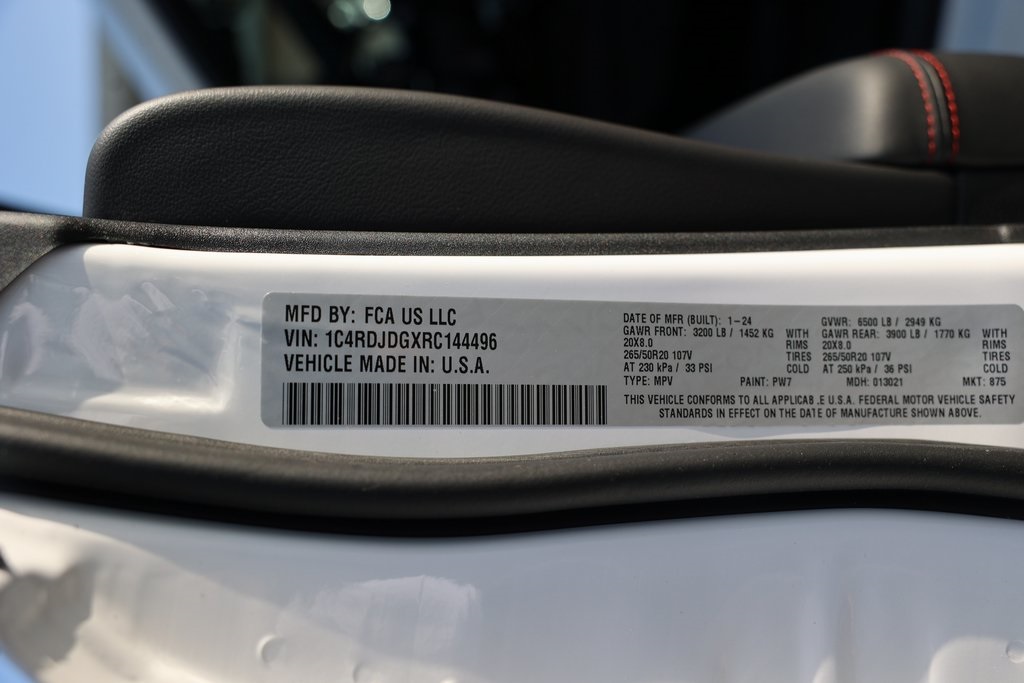 MFD BY: FCA US LLC
VIN: 1C4RDJDGXRC144496
VEHICLE MADE IN: U.S.A.
DATE OF MFR (BUILT): 1-24
GAWR FRONT: 3200 LB / 1452 KG WITH
20X8.0 RIMS
265/50R20 107V TIRES
AT 230 kPa / 33 PSI COLD
TYPE: MPV PAINT: PW7
GVWR: 6500 LB / 2949 KG
GAWR REAR: 3900 LB / 1770 KG WITH
20X8.0 RIMS
265/50R20 107V TIRES
AT 250 kPa / 36 PSI COLD
MDH: 013021 MKT: 875
THIS VEHICLE CONFORMS TO ALL APPLICAB .E U.S.A. FEDERAL MOTOR VEHICLE SAFETY
STANDARDS IN EFFECT ON THE DATE OF MANUFACTURE SHOWN ABOVE.